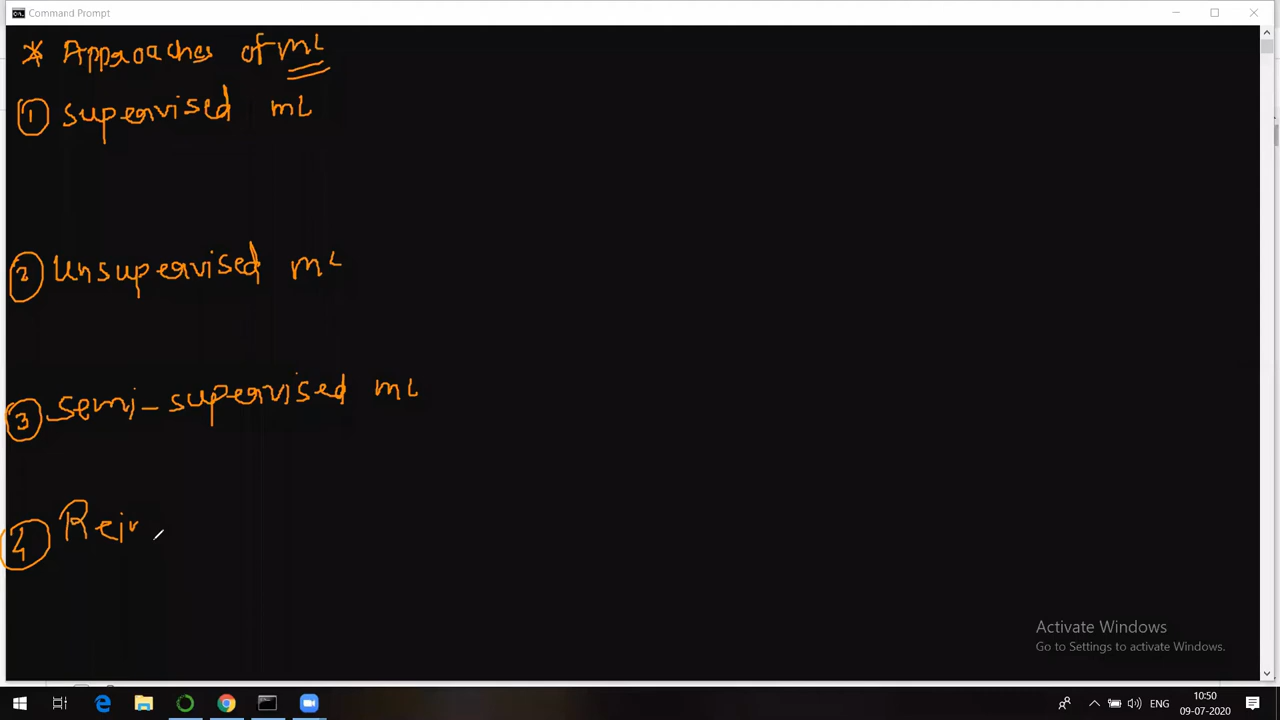 Command Prompt
* Approaches of ML
① Supervised ML
② Unsupervised ML
③ Semi-supervised ML
④ Rein
Activate Windows
Go to Settings to activate Windows.
ENG
10:50
09-07-2020